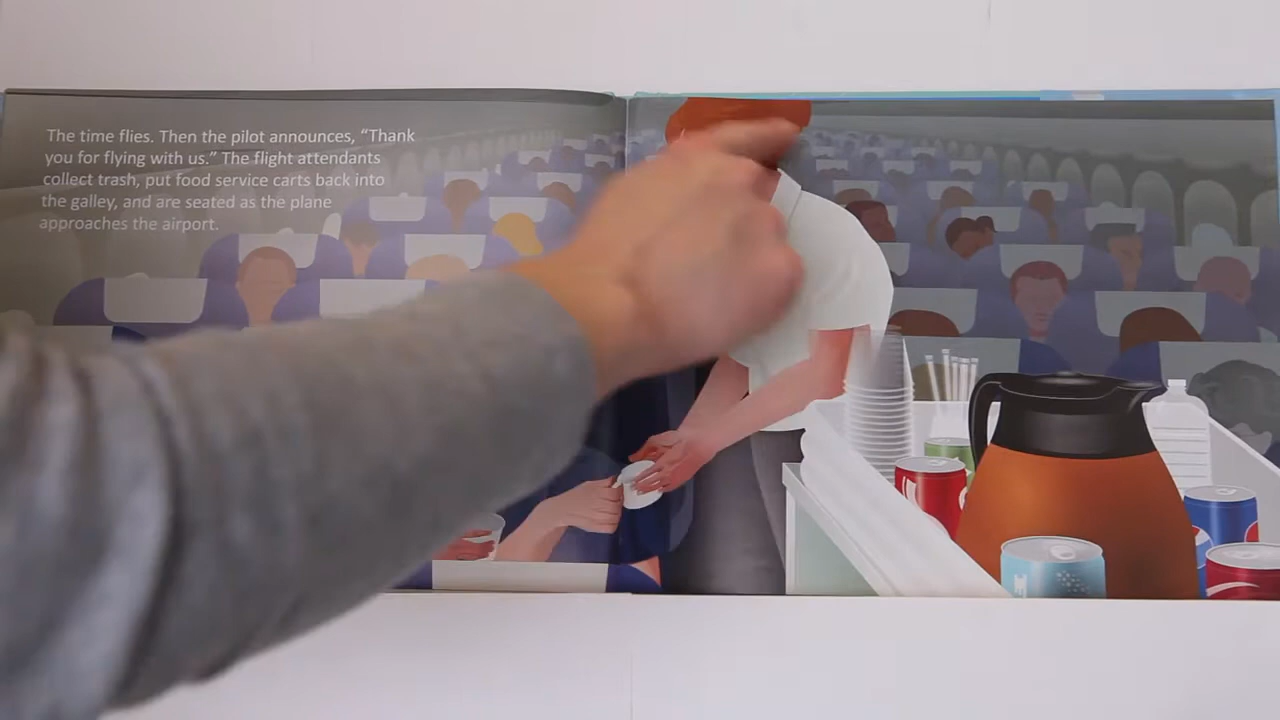 The time flies. Then the pilot announces, “Thank
you for flying with us.” The flight attendants
collect trash, put food service carts back into
the galley, and are seated as the plane
approaches the airport.